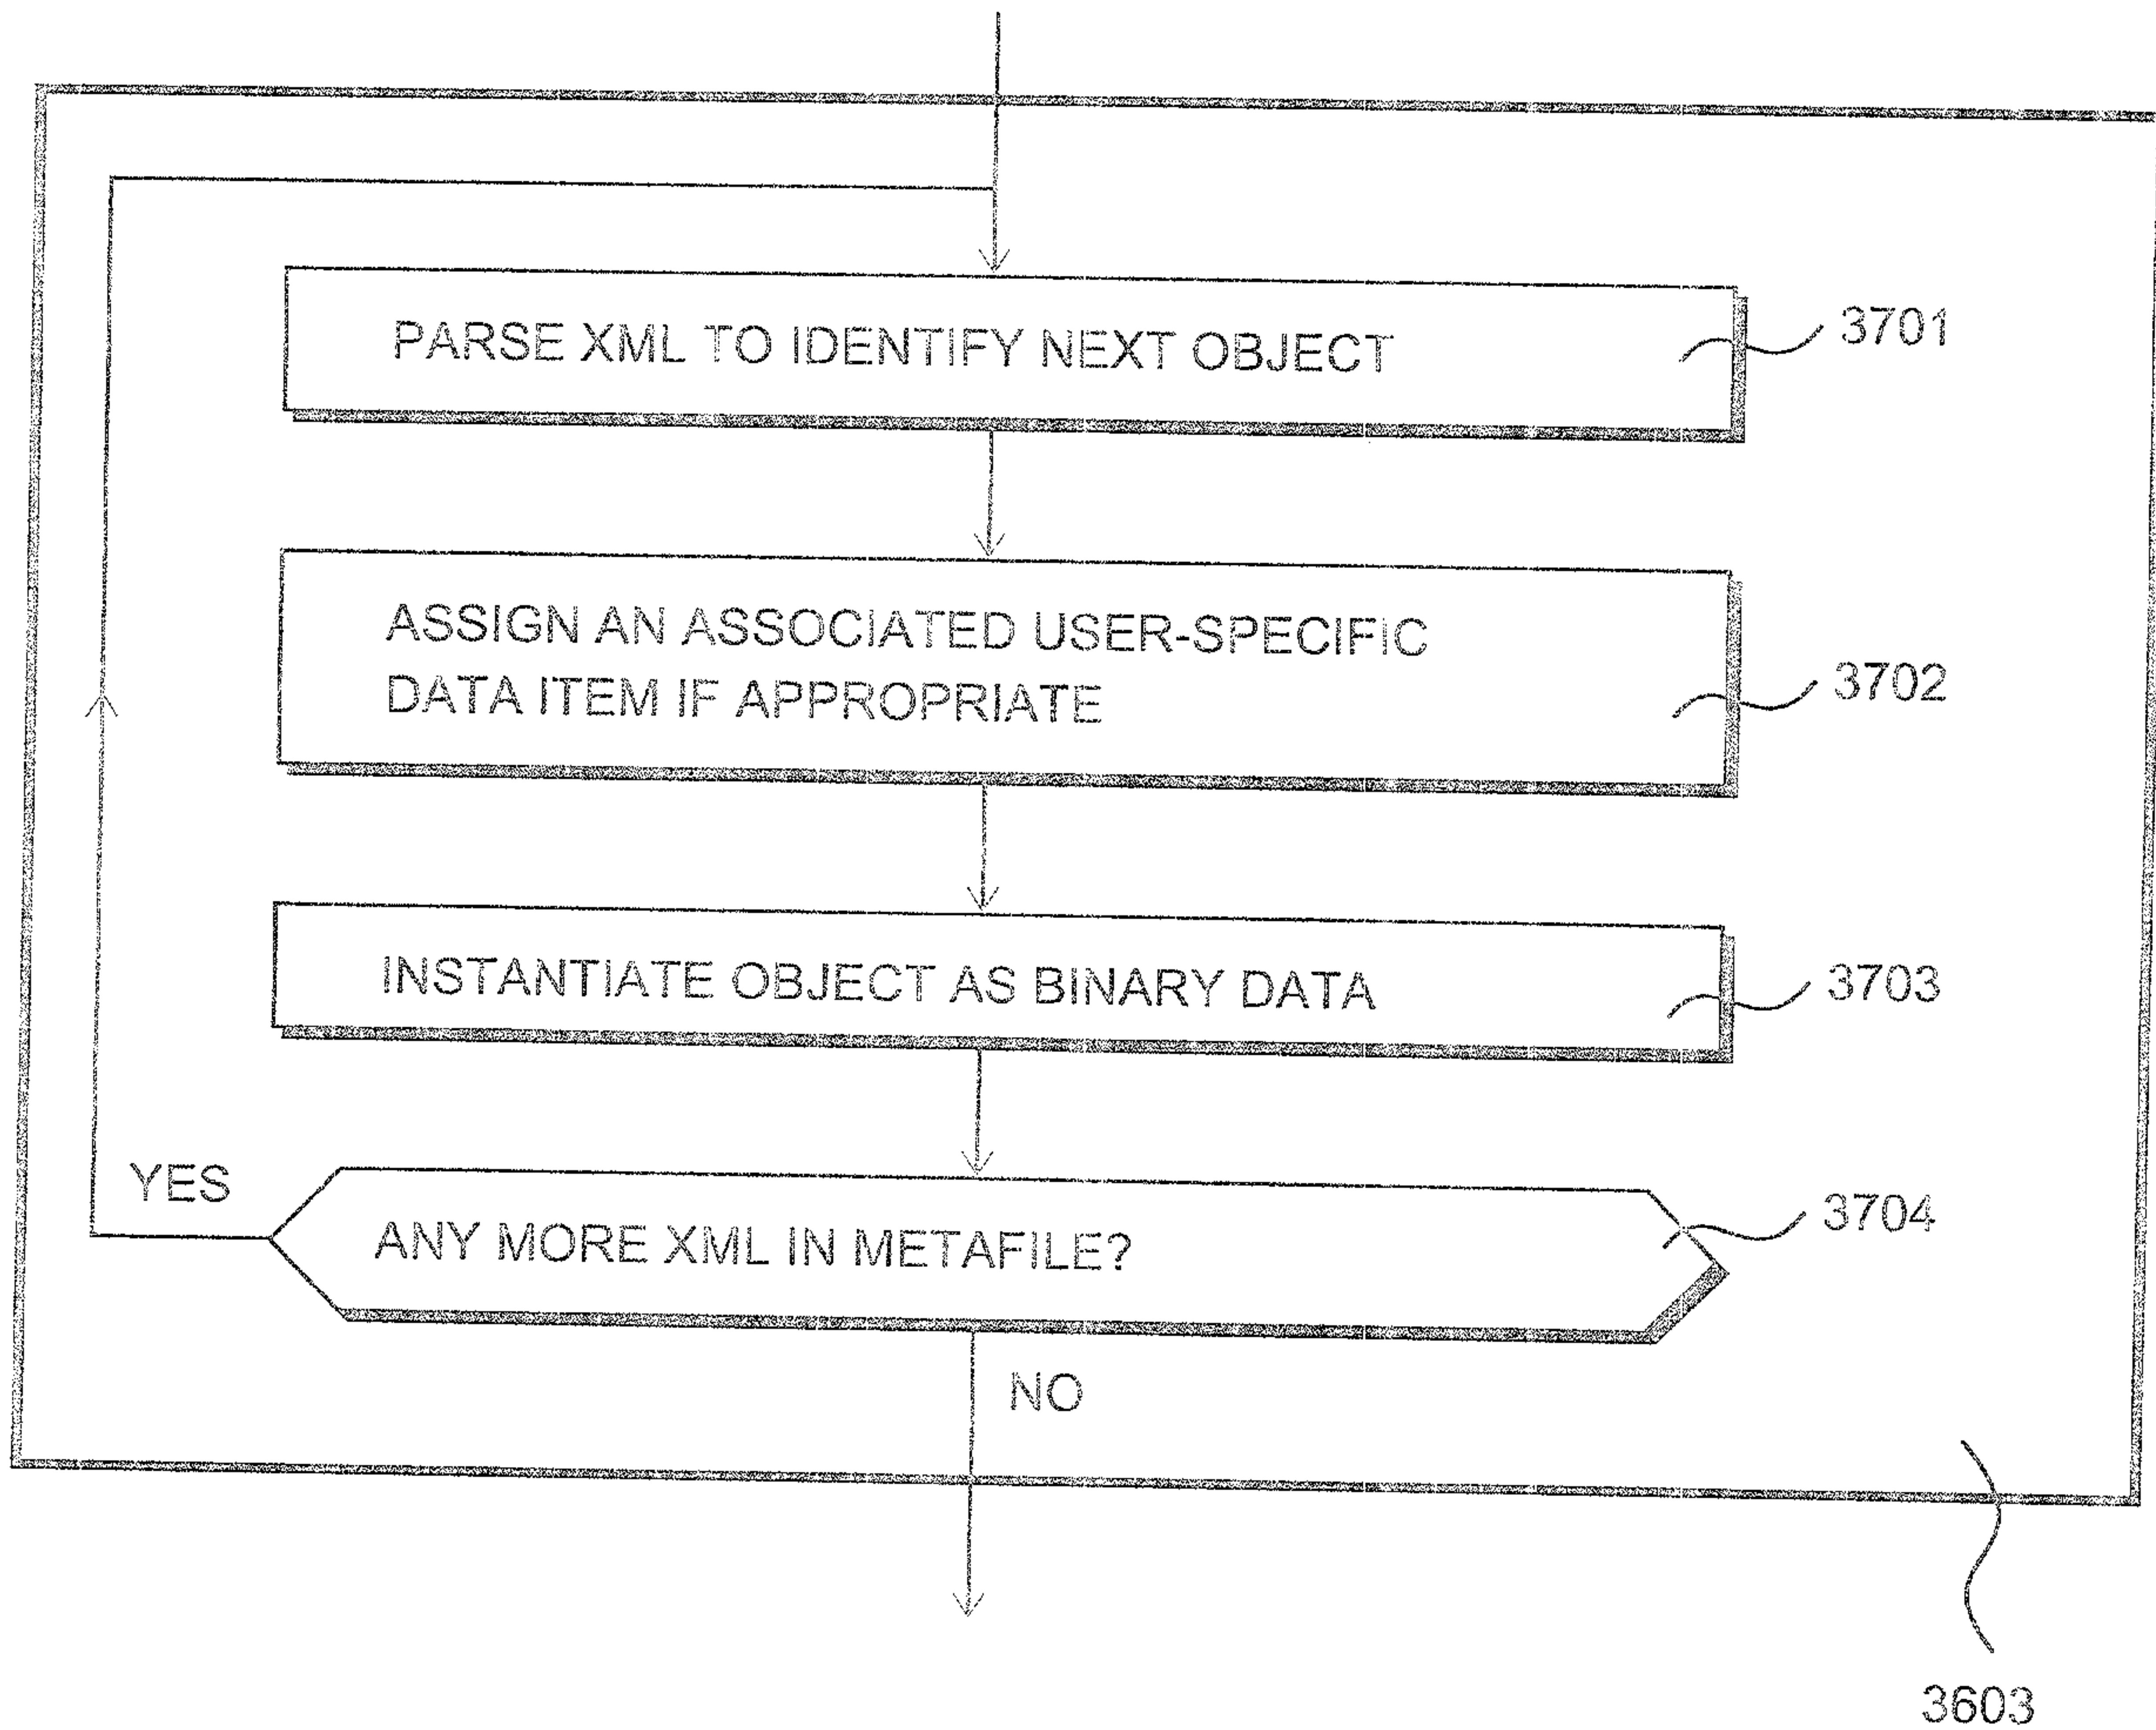 PARSE XML TO IDENTIFY NEXT OBJECT
3701
ASSIGN AN ASSOCIATED USER-SPECIFIC
DATA ITEM IF APPROPRIATE
3702
INSTANTIATE OBJECT AS BINARY DATA
3703
YES
ANY MORE XML IN METAFILE?
3704
NO
3603